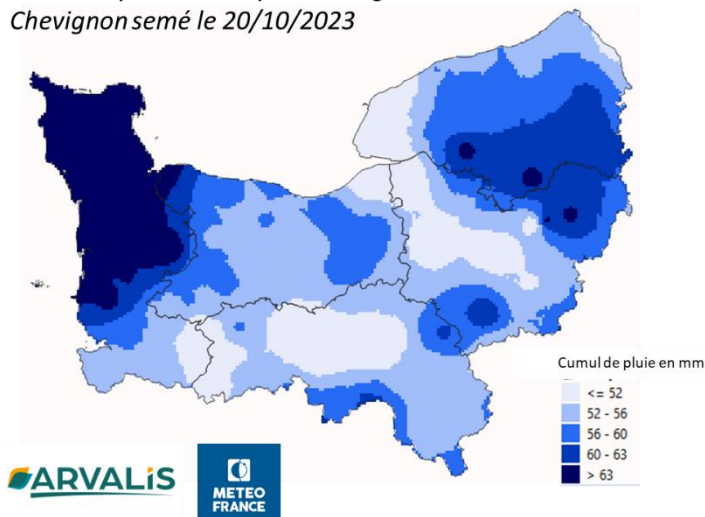 Chevignon semé le 20/10/2023
Cumul de pluie en mm
<= 52
52 - 56
56 - 60
60 - 63
> 63
ARVALIS
METEO
FRANCE